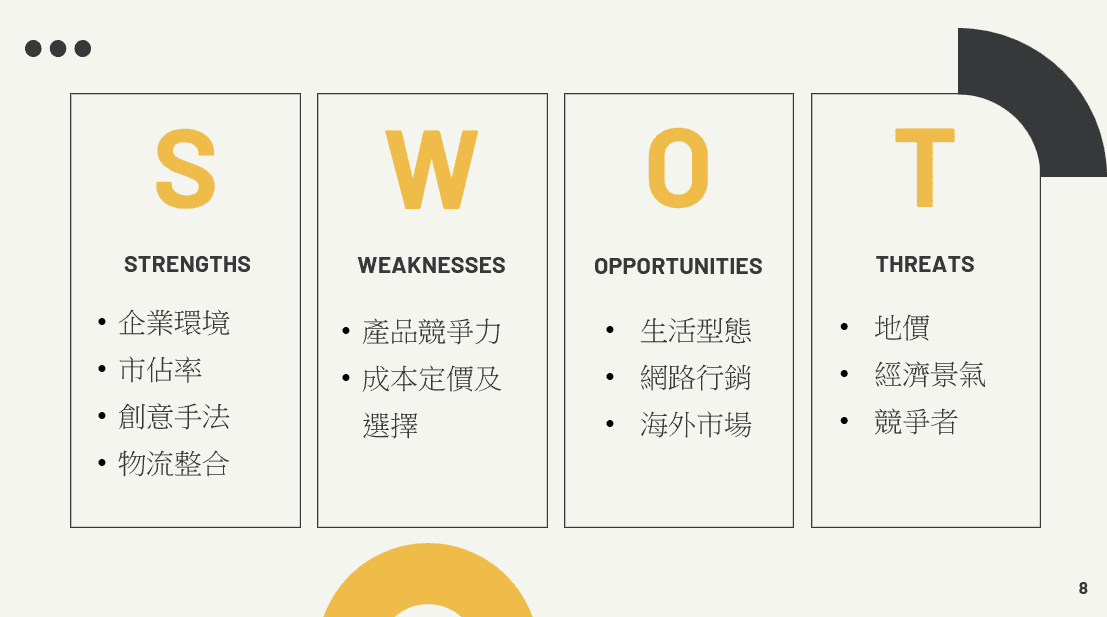 S
STRENGTHS
• 企業環境
• 市佔率
• 創意手法
• 物流整合
W
WEAKNESSES
• 產品競爭力
• 成本定價及
選擇
O
OPPORTUNITIES
• 生活型態
• 網路行銷
• 海外市場
T
THREATS
• 地價
• 經濟景氣
• 競爭者
8